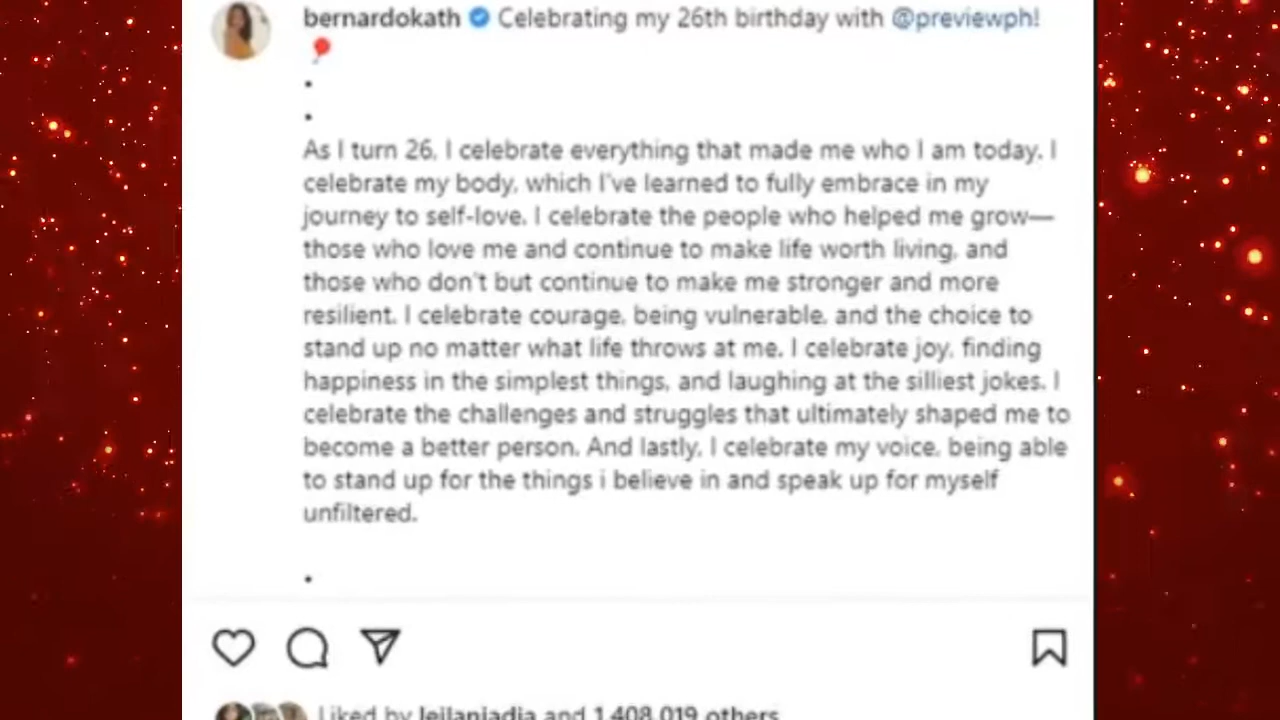 bernardokath Celebrating my 26th birthday with @previewph!
As I turn 26, I celebrate everything that made me who I am today. I
celebrate my body, which I've learned to fully embrace in my
journey to self-love. I celebrate the people who helped me grow—
those who love me and continue to make life worth living, and
those who don't but continue to make me stronger and more
resilient. I celebrate courage, being vulnerable, and the choice to
stand up no matter what life throws at me. I celebrate joy, finding
happiness in the simplest things, and laughing at the silliest jokes. I
celebrate the challenges and struggles that ultimately shaped me to
become a better person. And lastly, I celebrate my voice, being able
to stand up for the things i believe in and speak up for myself
unfiltered.
Liked by leilaniadia and 1,408,019 others